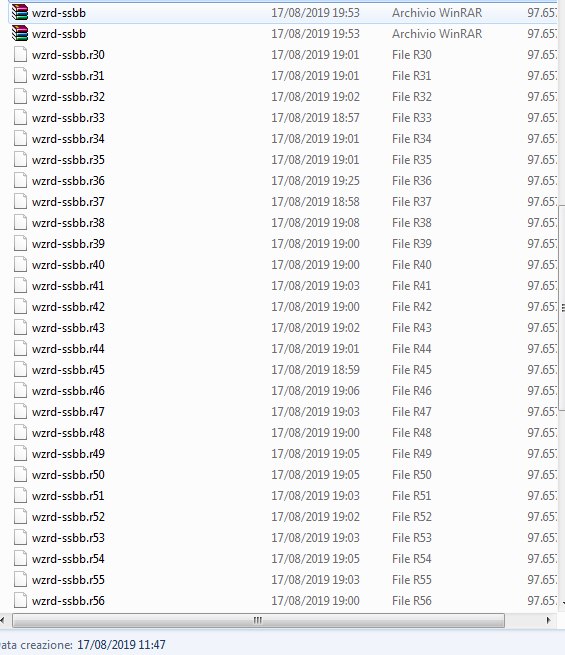 wzrd-ssbb 17/08/2019 19:53 Archivio WinRAR 97.657
wzrd-ssbb 17/08/2019 19:53 Archivio WinRAR 97.657
wzrd-ssbb.r30 17/08/2019 19:01 File R30 97.657
wzrd-ssbb.r31 17/08/2019 19:01 File R31 97.657
wzrd-ssbb.r32 17/08/2019 19:02 File R32 97.657
wzrd-ssbb.r33 17/08/2019 18:57 File R33 97.657
wzrd-ssbb.r34 17/08/2019 19:01 File R34 97.657
wzrd-ssbb.r35 17/08/2019 19:01 File R35 97.657
wzrd-ssbb.r36 17/08/2019 19:25 File R36 97.657
wzrd-ssbb.r37 17/08/2019 18:58 File R37 97.657
wzrd-ssbb.r38 17/08/2019 19:08 File R38 97.657
wzrd-ssbb.r39 17/08/2019 19:00 File R39 97.657
wzrd-ssbb.r40 17/08/2019 19:00 File R40 97.657
wzrd-ssbb.r41 17/08/2019 19:03 File R41 97.657
wzrd-ssbb.r42 17/08/2019 19:00 File R42 97.657
wzrd-ssbb.r43 17/08/2019 19:02 File R43 97.657
wzrd-ssbb.r44 17/08/2019 19:01 File R44 97.657
wzrd-ssbb.r45 17/08/2019 18:59 File R45 97.657
wzrd-ssbb.r46 17/08/2019 19:06 File R46 97.657
wzrd-ssbb.r47 17/08/2019 19:03 File R47 97.657
wzrd-ssbb.r48 17/08/2019 19:00 File R48 97.657
wzrd-ssbb.r49 17/08/2019 19:05 File R49 97.657
wzrd-ssbb.r50 17/08/2019 19:05 File R50 97.657
wzrd-ssbb.r51 17/08/2019 19:03 File R51 97.657
wzrd-ssbb.r52 17/08/2019 19:02 File R52 97.657
wzrd-ssbb.r53 17/08/2019 19:03 File R53 97.657
wzrd-ssbb.r54 17/08/2019 19:05 File R54 97.657
wzrd-ssbb.r55 17/08/2019 19:03 File R55 97.657
wzrd-ssbb.r56 17/08/2019 19:00 File R56 97.657
ata creazione: 17/08/2019 11:47